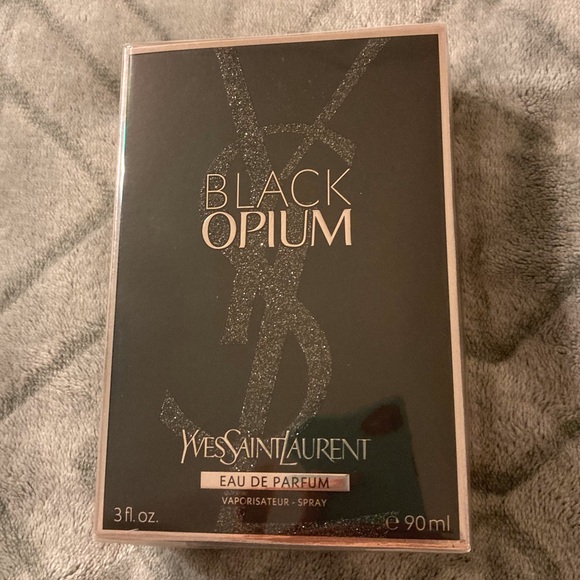 BLACK
OPIUM
YVESSAINTLAURENT
EAU DE PARFUM
VAPORISATEUR - SPRAY
3 fl. oz. ℮ 90 ml